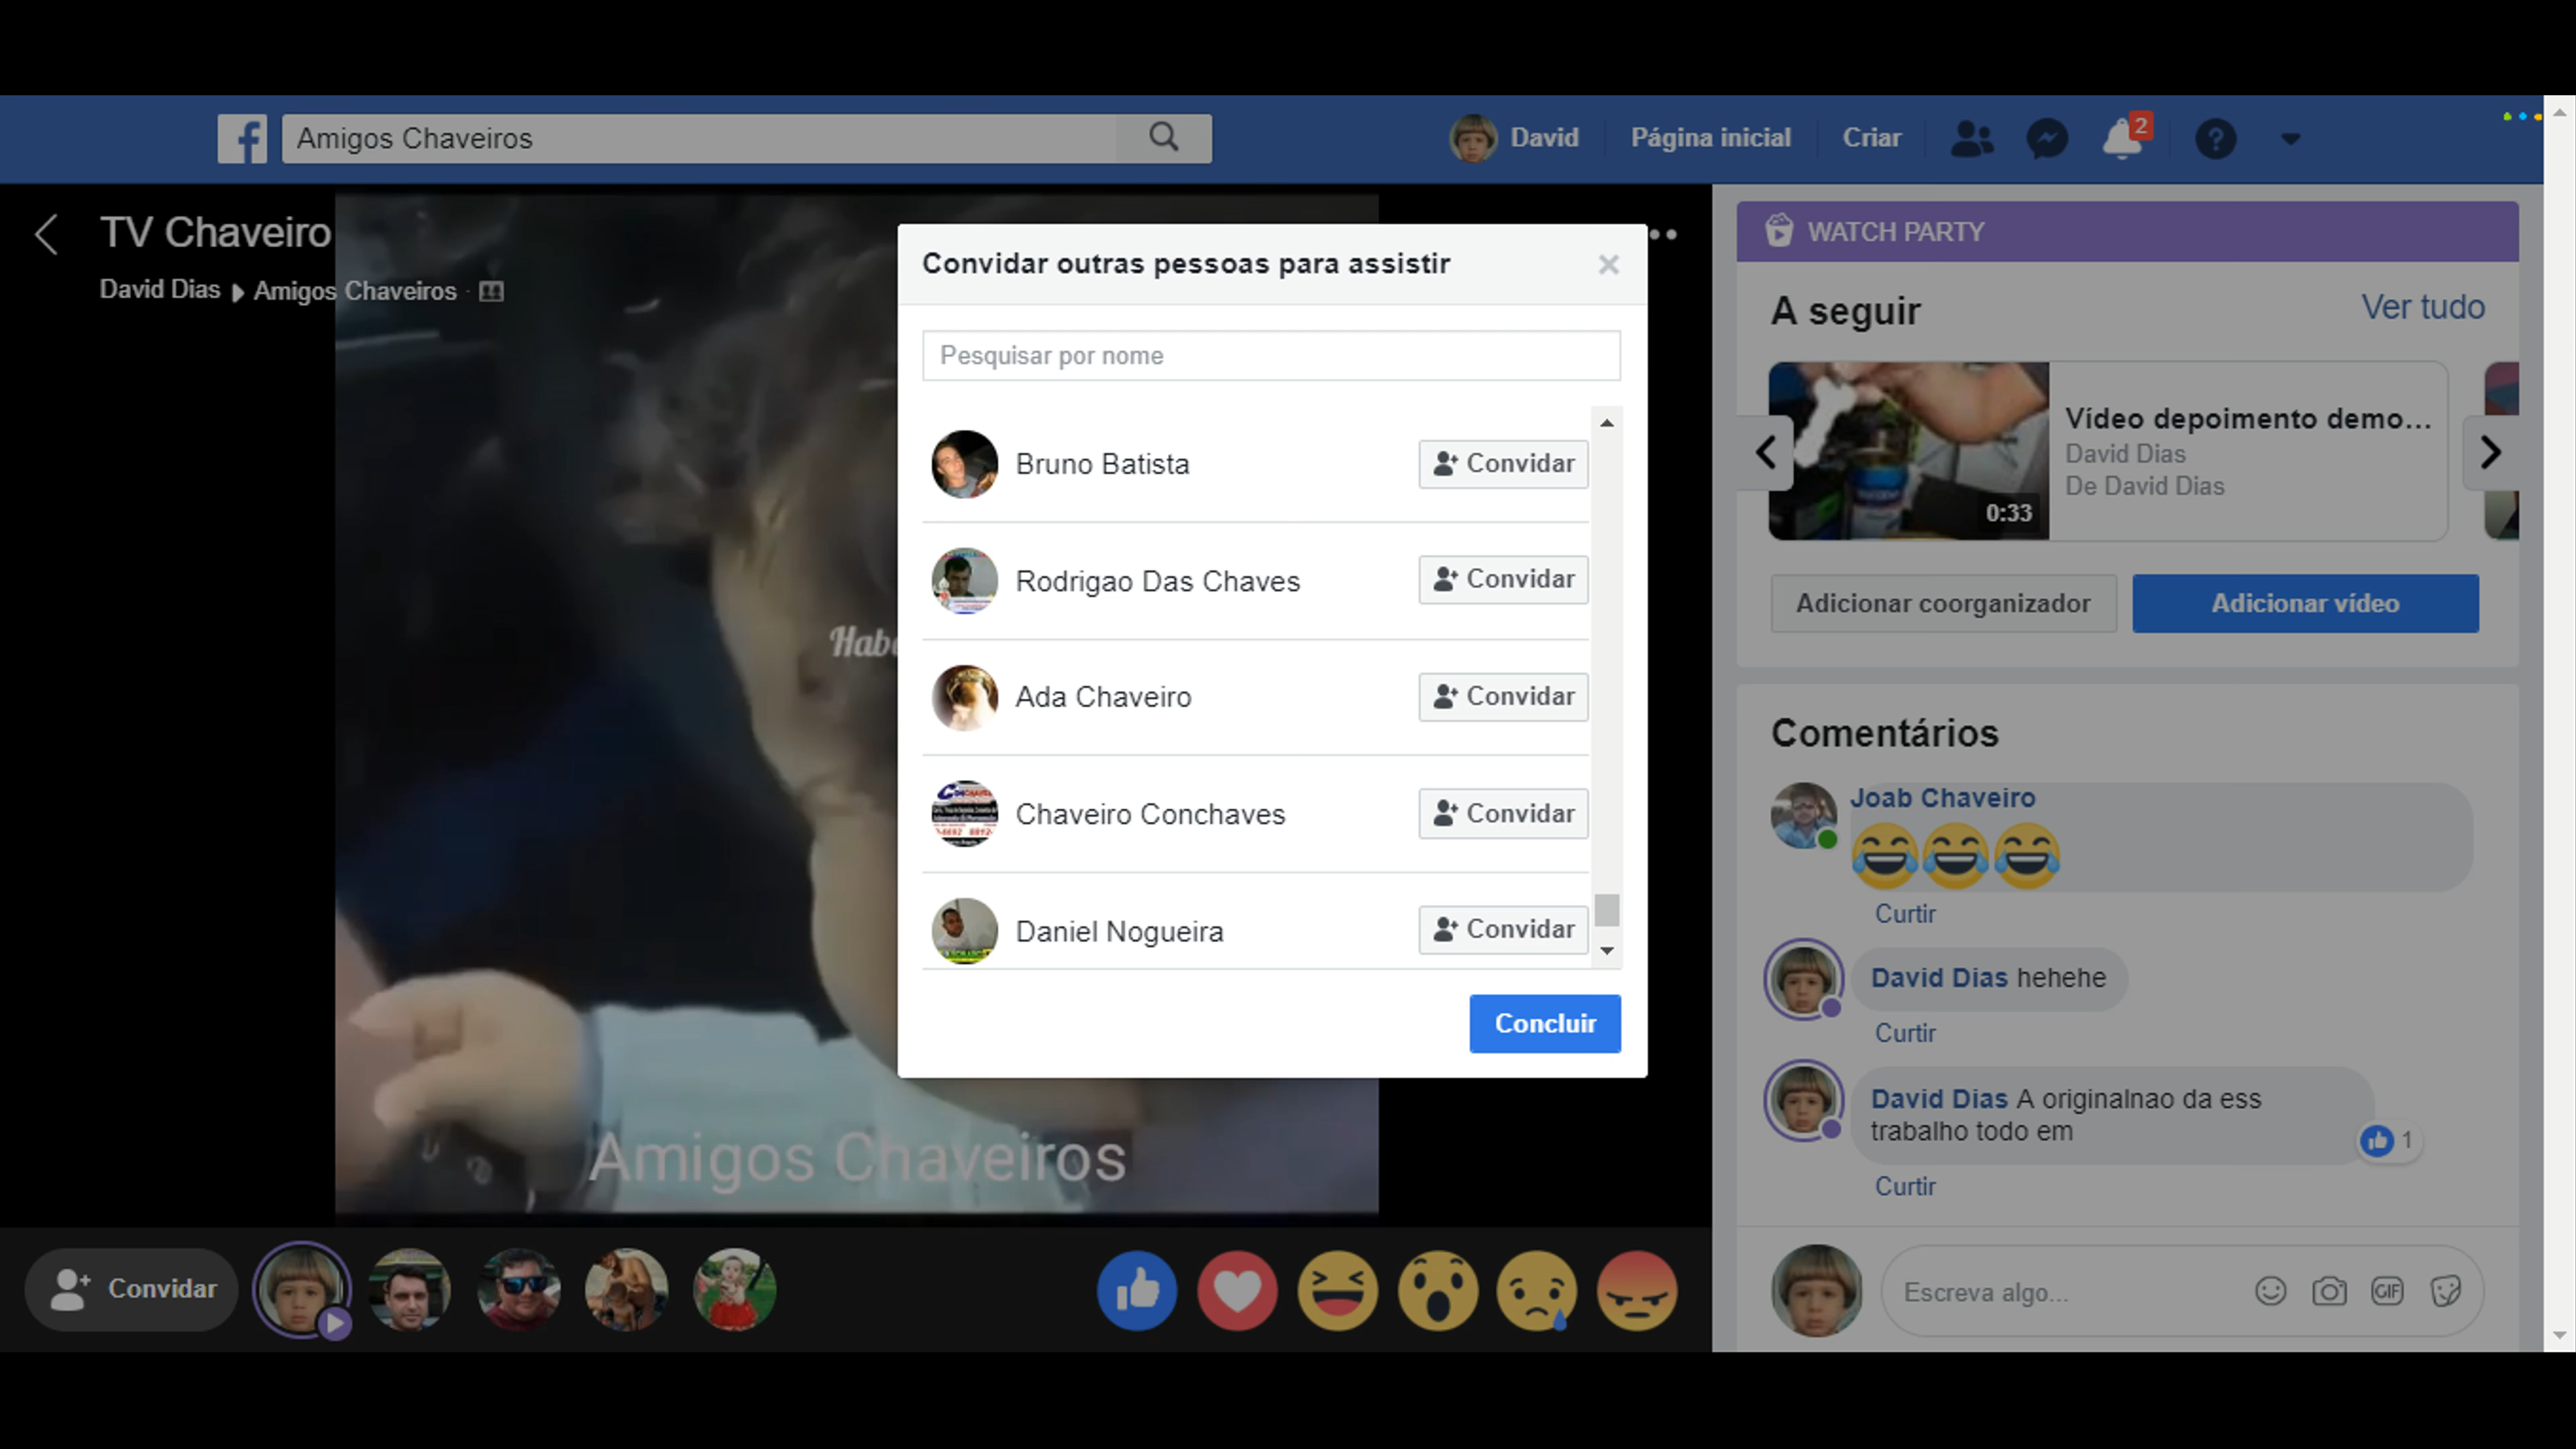 Amigos Chaveiros
David
Página inicial
Criar
2
TV Chaveiro
David Dias
Amigos Chaveiros
Convidar outras pessoas para assistir
Pesquisar por nome
Bruno Batista
Convidar
Rodrigao Das Chaves
Convidar
Ada Chaveiro
Convidar
Chaveiro Conchaves
Convidar
Daniel Nogueira
Convidar
Concluir
Amigos Chaveiros
Convidar
WATCH PARTY
A seguir
Ver tudo
Vídeo depoimento demo...
David Dias
De David Dias
0:33
Adicionar coorganizador
Adicionar vídeo
Comentários
Joab Chaveiro
Curtir
David Dias hehehe
Curtir
David Dias A originalnao da ess
trabalho todo em
1
Curtir
Escreva algo...
GIF